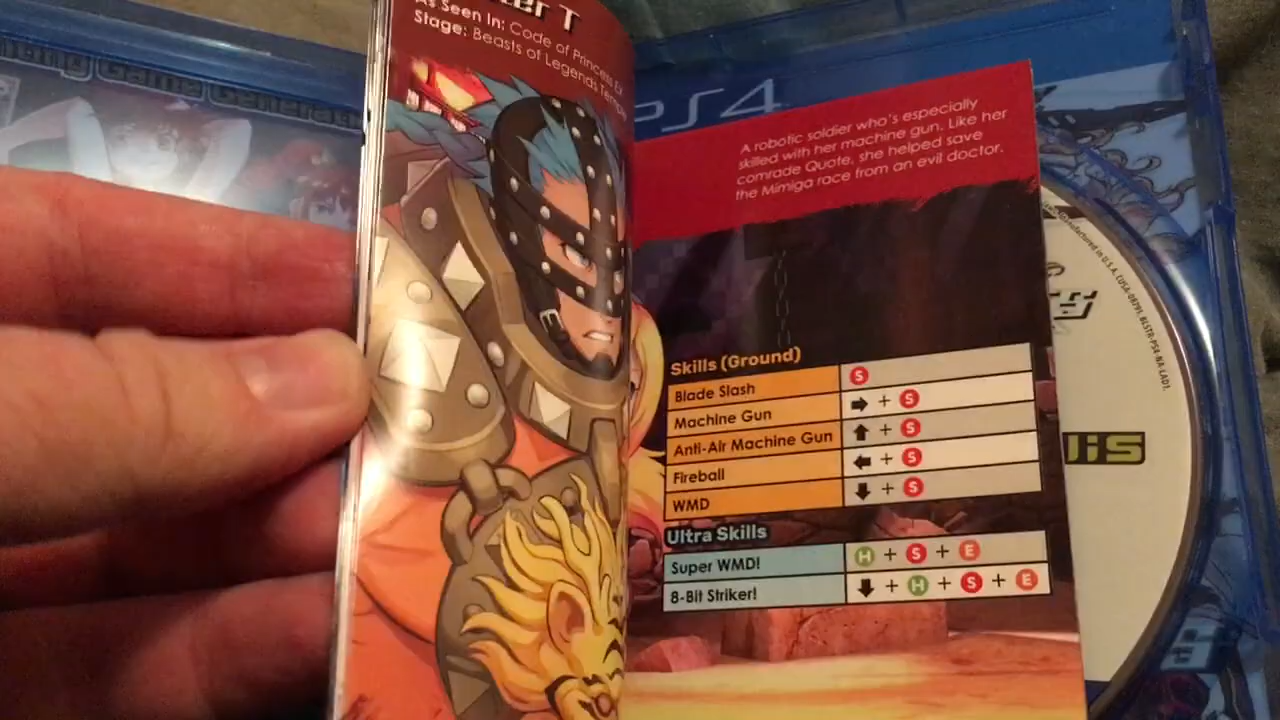 As Seen In: Code of Princess EX
Stage: Beasts of Legends Temple
PS4
A robotic soldier who's especially
skilled with her machine gun. Like her
comrade Quote, she helped save
the Mimiga race from an evil doctor.
Skills (Ground)
Blade Slash S
Machine Gun → + S
Anti-Air Machine Gun ↑ + S
Fireball ← + S
WMD ↓ + S
Ultra Skills
Super WMD! H + S + E
8-Bit Striker! ↓ + H + S + E